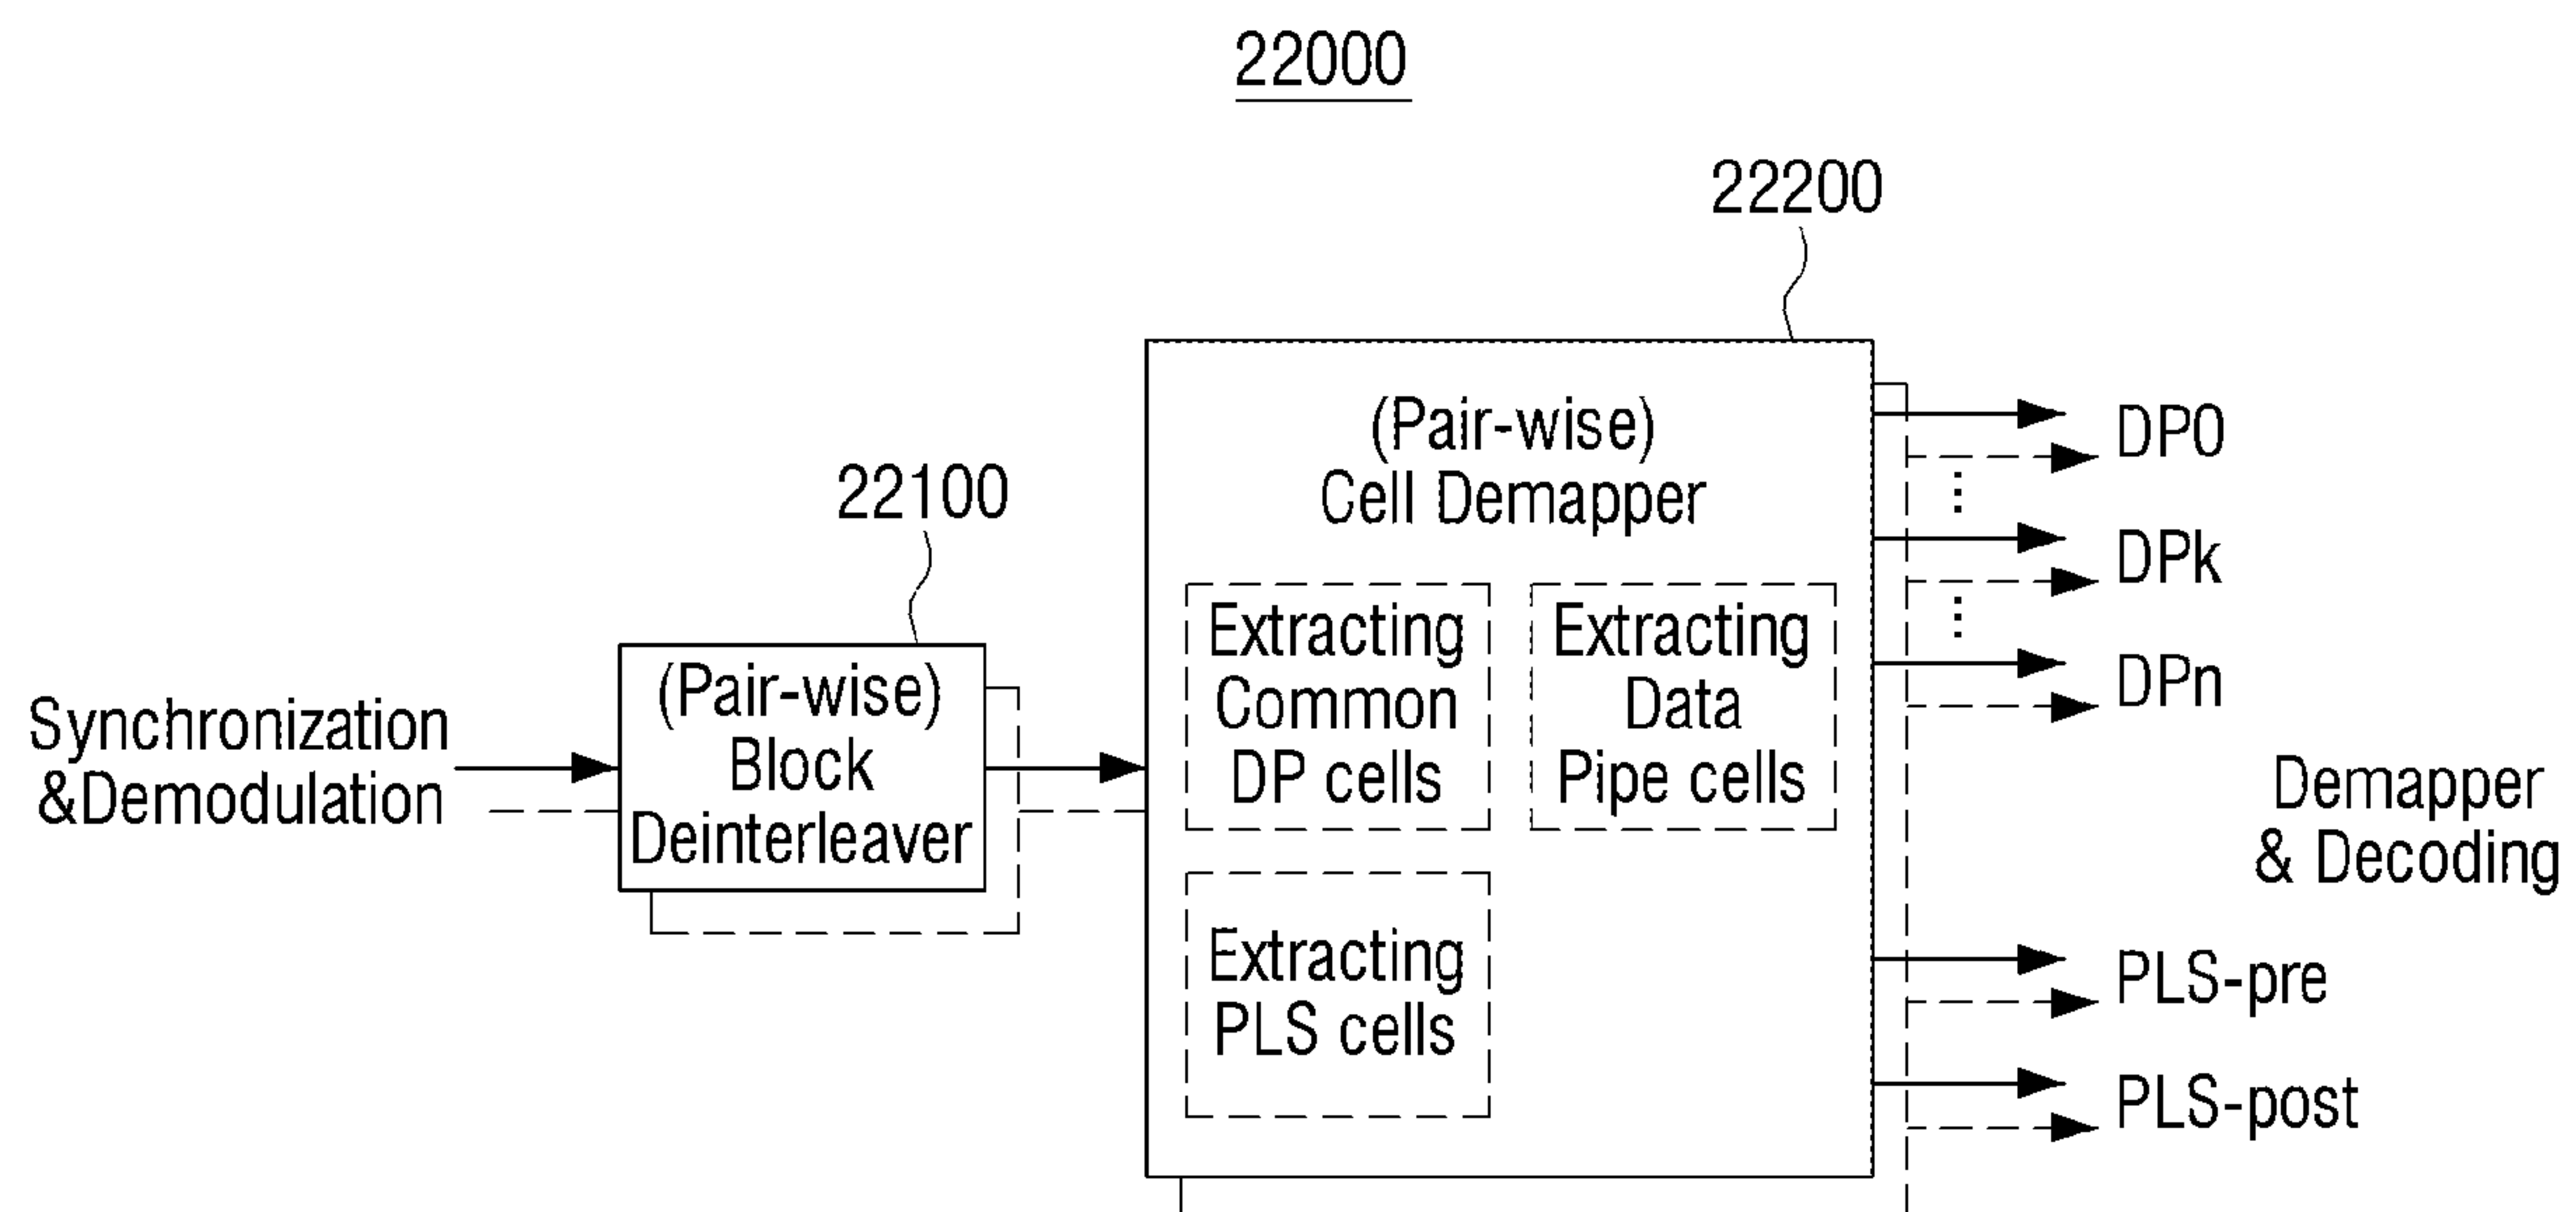 22000
22200
22100
(Pair-wise)
Cell Demapper
Extracting
Common
DP cells
Extracting
Data
Pipe cells
Extracting
PLS cells
Synchronization
&Demodulation
(Pair-wise)
Block
Deinterleaver
DP0
DPk
DPn
Demapper
& Decoding
PLS-pre
PLS-post